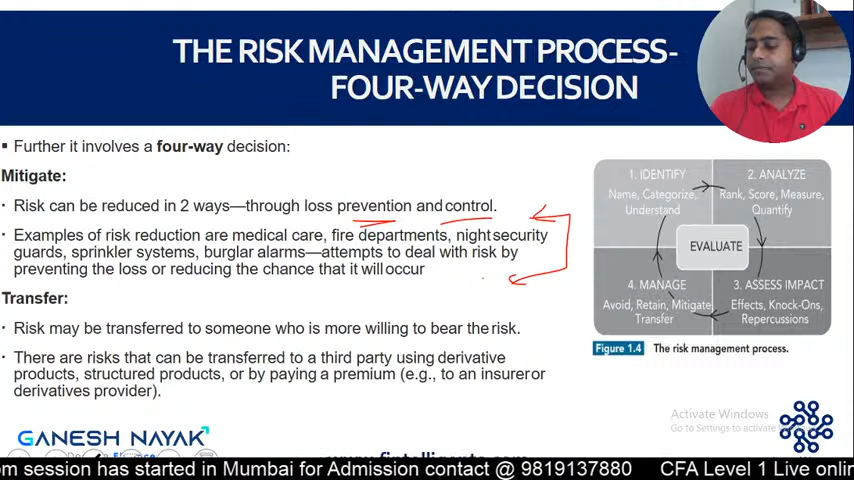 THE RISK MANAGEMENT PROCESS-
FOUR-WAY DECISION
▪ Further it involves a four-way decision:
Mitigate:
• Risk can be reduced in 2 ways—through loss prevention and control.
• Examples of risk reduction are medical care, fire departments, night security
guards, sprinkler systems, burglar alarms—attempts to deal with risk by
preventing the loss or reducing the chance that it will occur
Transfer:
• Risk may be transferred to someone who is more willing to bear the risk.
• There are risks that can be transferred to a third party using derivative
products, structured products, or by paying a premium (e.g., to an insurer or
derivatives provider).
1. IDENTIFY
Name, Categorize,
Understand
2. ANALYZE
Rank, Score, Measure,
Quantify
EVALUATE
4. MANAGE
Avoid, Retain, Mitigate,
Transfer
3. ASSESS IMPACT
Effects, Knock-Ons,
Repercussions
Figure 1.4 The risk management process.
Activate Windows
Go to Settings to activate
GANESH NAYAK
om session has started in Mumbai for Admission contact @ 9819137880 CFA Level 1 Live onlin